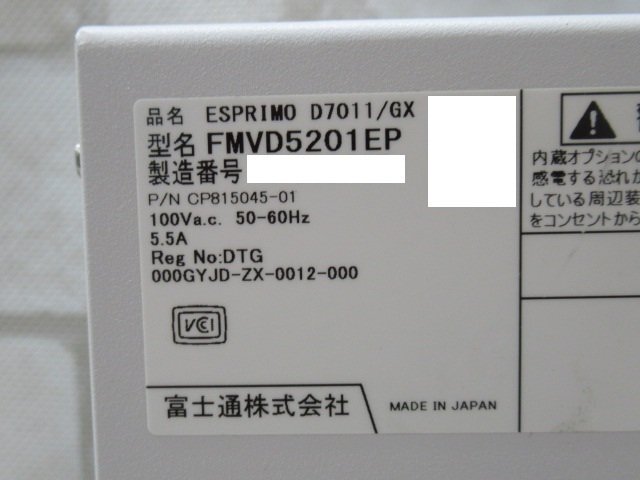 品名 ESPRIMO D7011/GX
型名 FMVD5201EP
製造番号
P/N CP815045-01
100Va.c. 50-60Hz
5.5A
Reg No:DTG
000GYJD-ZX-0012-000
VCCI
富士通株式会社
MADE IN JAPAN
内蔵オプションの
感電する恐れが
している周辺装
をコンセントから